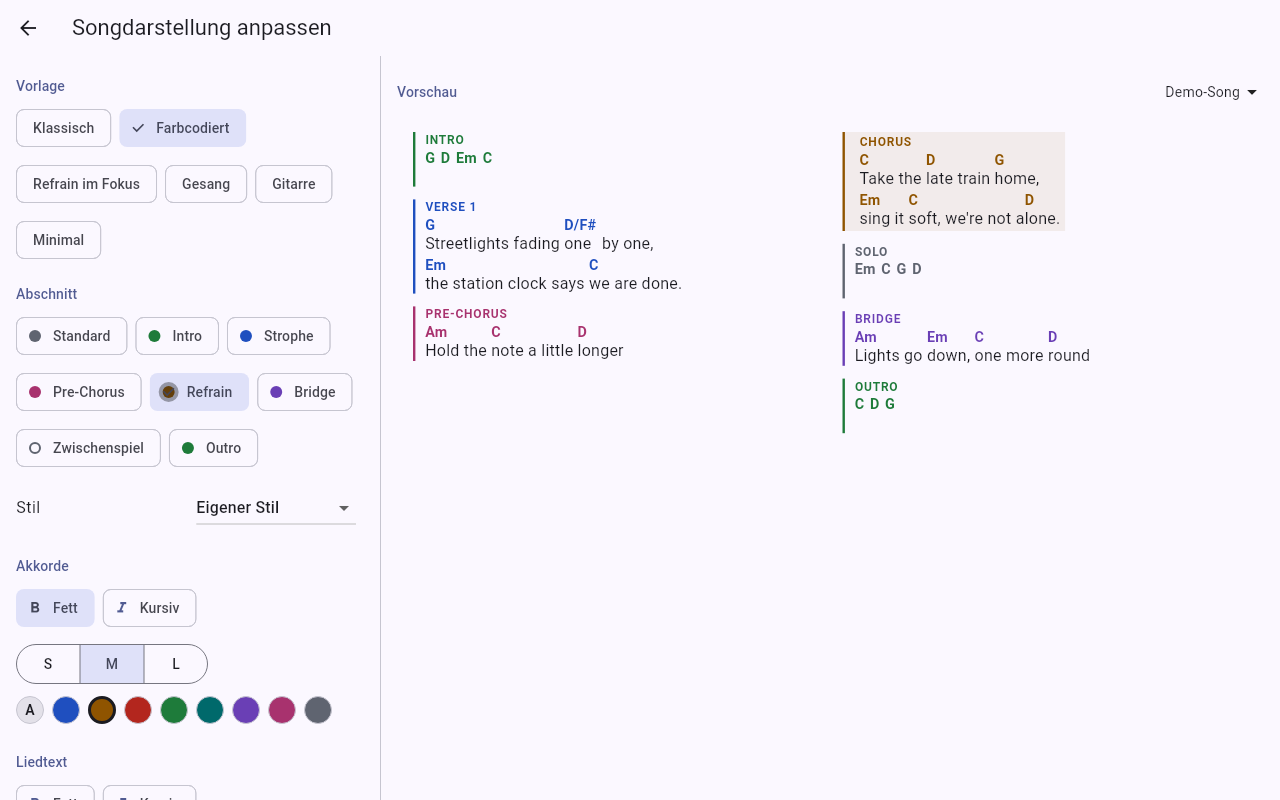 Songdarstellung anpassen
Vorlage
Klassisch
Farbcodiert
Refrain im Fokus
Gesang
Gitarre
Minimal
Abschnitt
Standard
Intro
Strophe
Pre-Chorus
Refrain
Bridge
Zwischenspiel
Outro
Stil
Eigener Stil
Akkorde
B Fett
I Kursiv
S
M
L
A
Liedtext
Vorschau
Demo-Song
INTRO
G D Em C
VERSE 1
G D/F#
Streetlights fading one by one,
Em C
the station clock says we are done.
PRE-CHORUS
Am C D
Hold the note a little longer
CHORUS
C D G
Take the late train home,
Em C D
sing it soft, we're not alone.
SOLO
Em C G D
BRIDGE
Am Em C D
Lights go down, one more round
OUTRO
C D G